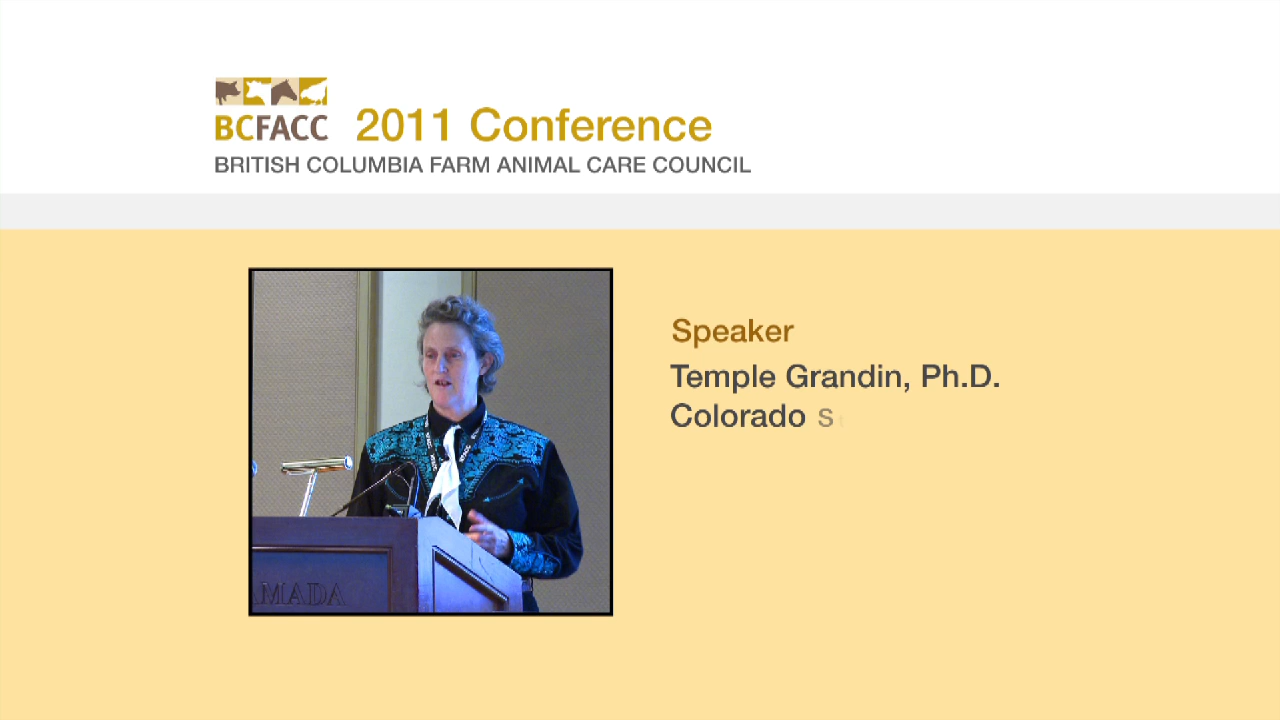 BCFACC 2011 Conference
BRITISH COLUMBIA FARM ANIMAL CARE COUNCIL
Speaker
Temple Grandin, Ph.D.
Colorado S
AMADA